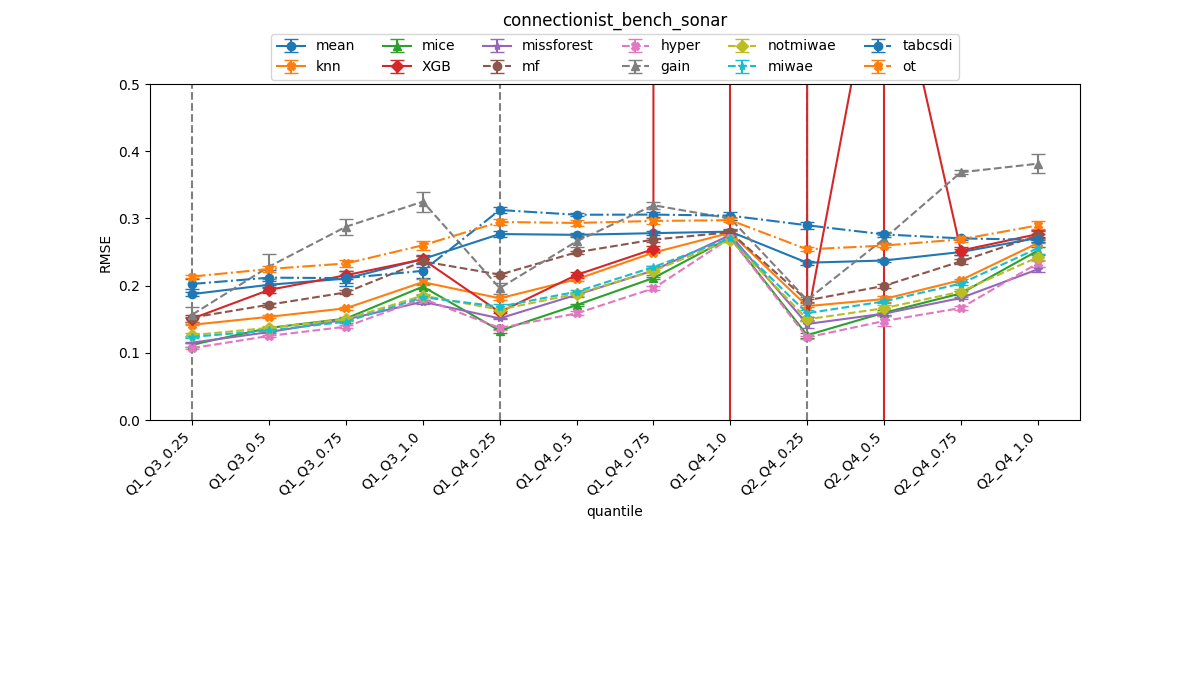 connectionist_bench_sonar
mean mice missforest hyper notmiwae tabcsdi
knn XGB mf gain miwae ot
0.5
0.4
0.3
0.2
0.1
0.0
RMSE
Q1_Q3_0.25
Q1_Q3_0.5
Q1_Q3_0.75
Q1_Q3_1.0
Q1_Q4_0.25
Q1_Q4_0.5
Q1_Q4_0.75
Q1_Q4_1.0
Q2_Q4_0.25
Q2_Q4_0.5
Q2_Q4_0.75
Q2_Q4_1.0
quantile